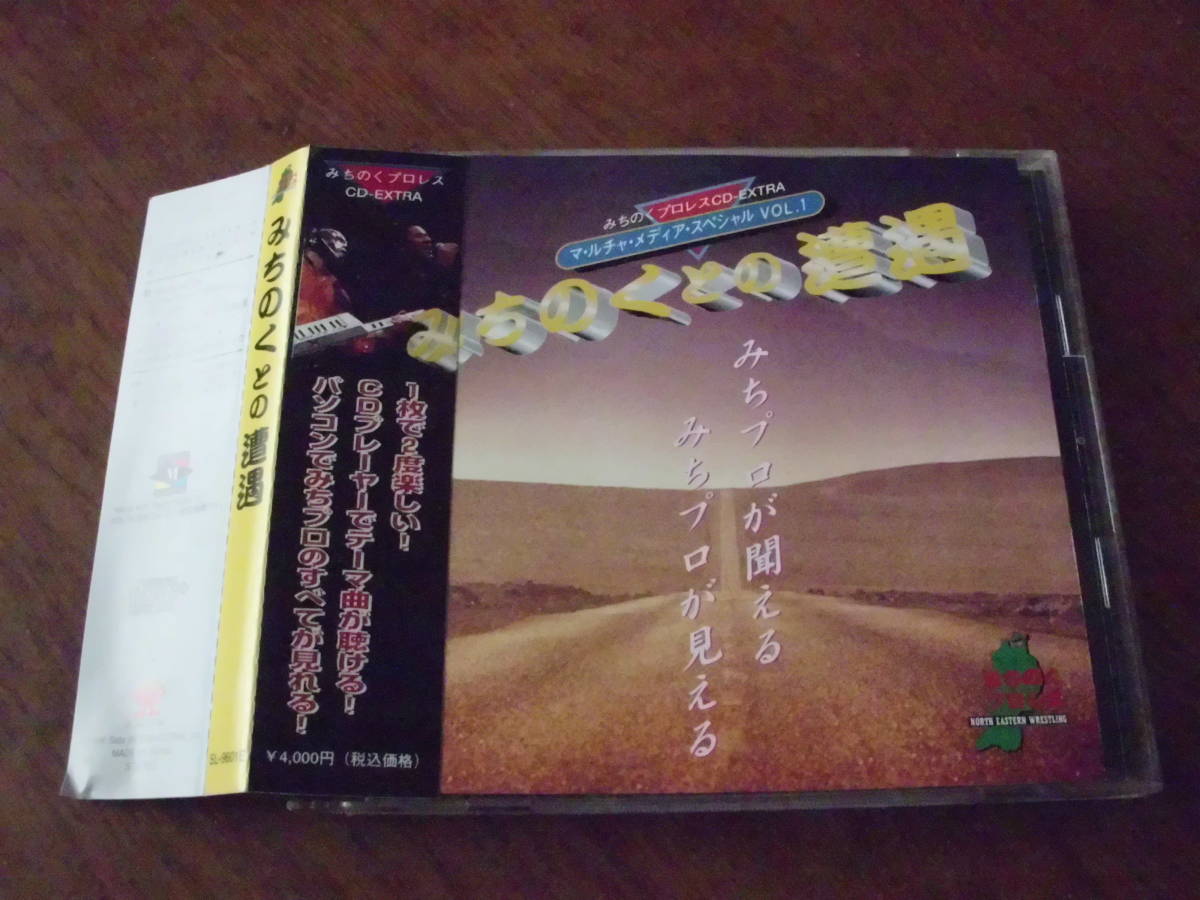 みちのくとの遭遇
みちのくプロレス
CD-EXTRA
1枚で2度楽しい!
CDプレーヤーでテーマ曲が聴ける!
パソコンでみちプロのすべてが見れる!
¥4,000円(税込価格)
みちのくプロレスCD-EXTRA
マ・ルチャ・メディア・スペシャル VOL.1
みちのくとの遭遇
みちプロが聞える
みちプロが見える
みちのく
NORTH EASTERN WRESTLING